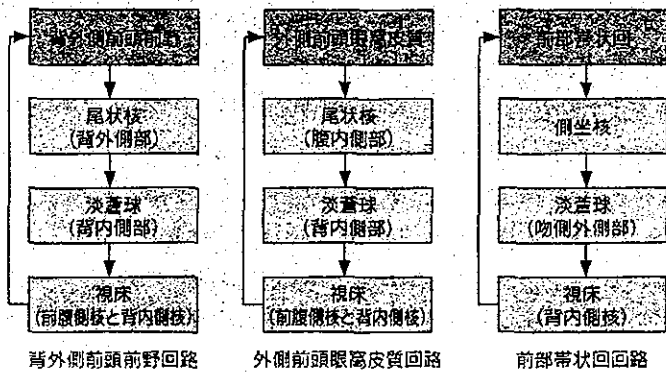 背外側前頭前野
尾状核
(背外側部)
淡蒼球
(背内側部)
視床
(前腹側核と背内側核)
背外側前頭前野回路
外側前頭眼窩皮質
尾状核
(腹内側部)
淡蒼球
(背内側部)
視床
(前腹側核と背内側核)
外側前頭眼窩皮質回路
前部帯状回
側坐核
淡蒼球
(吻側外側部)
視床
(背内側核)
前部帯状回回路